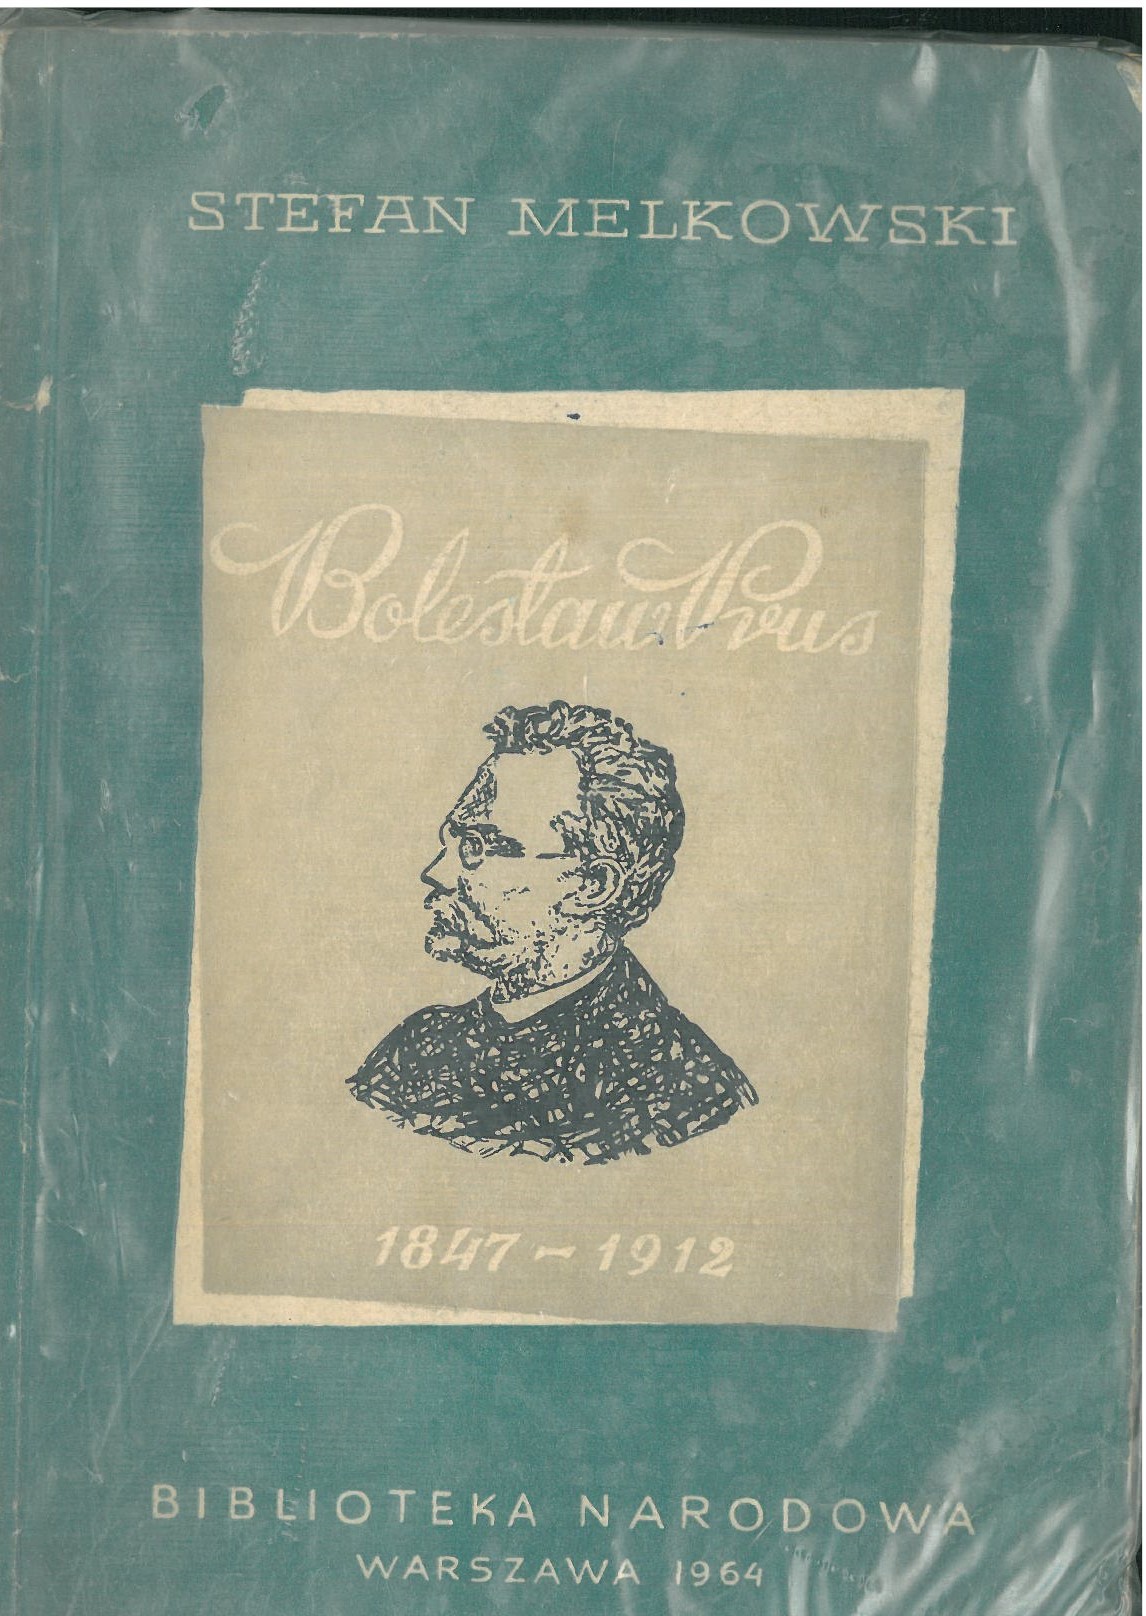 STEFAN MELKOWSKI
Bolesław Prus
1847 - 1912
BIBLIOTEKA NARODOWA
WARSZAWA 1964